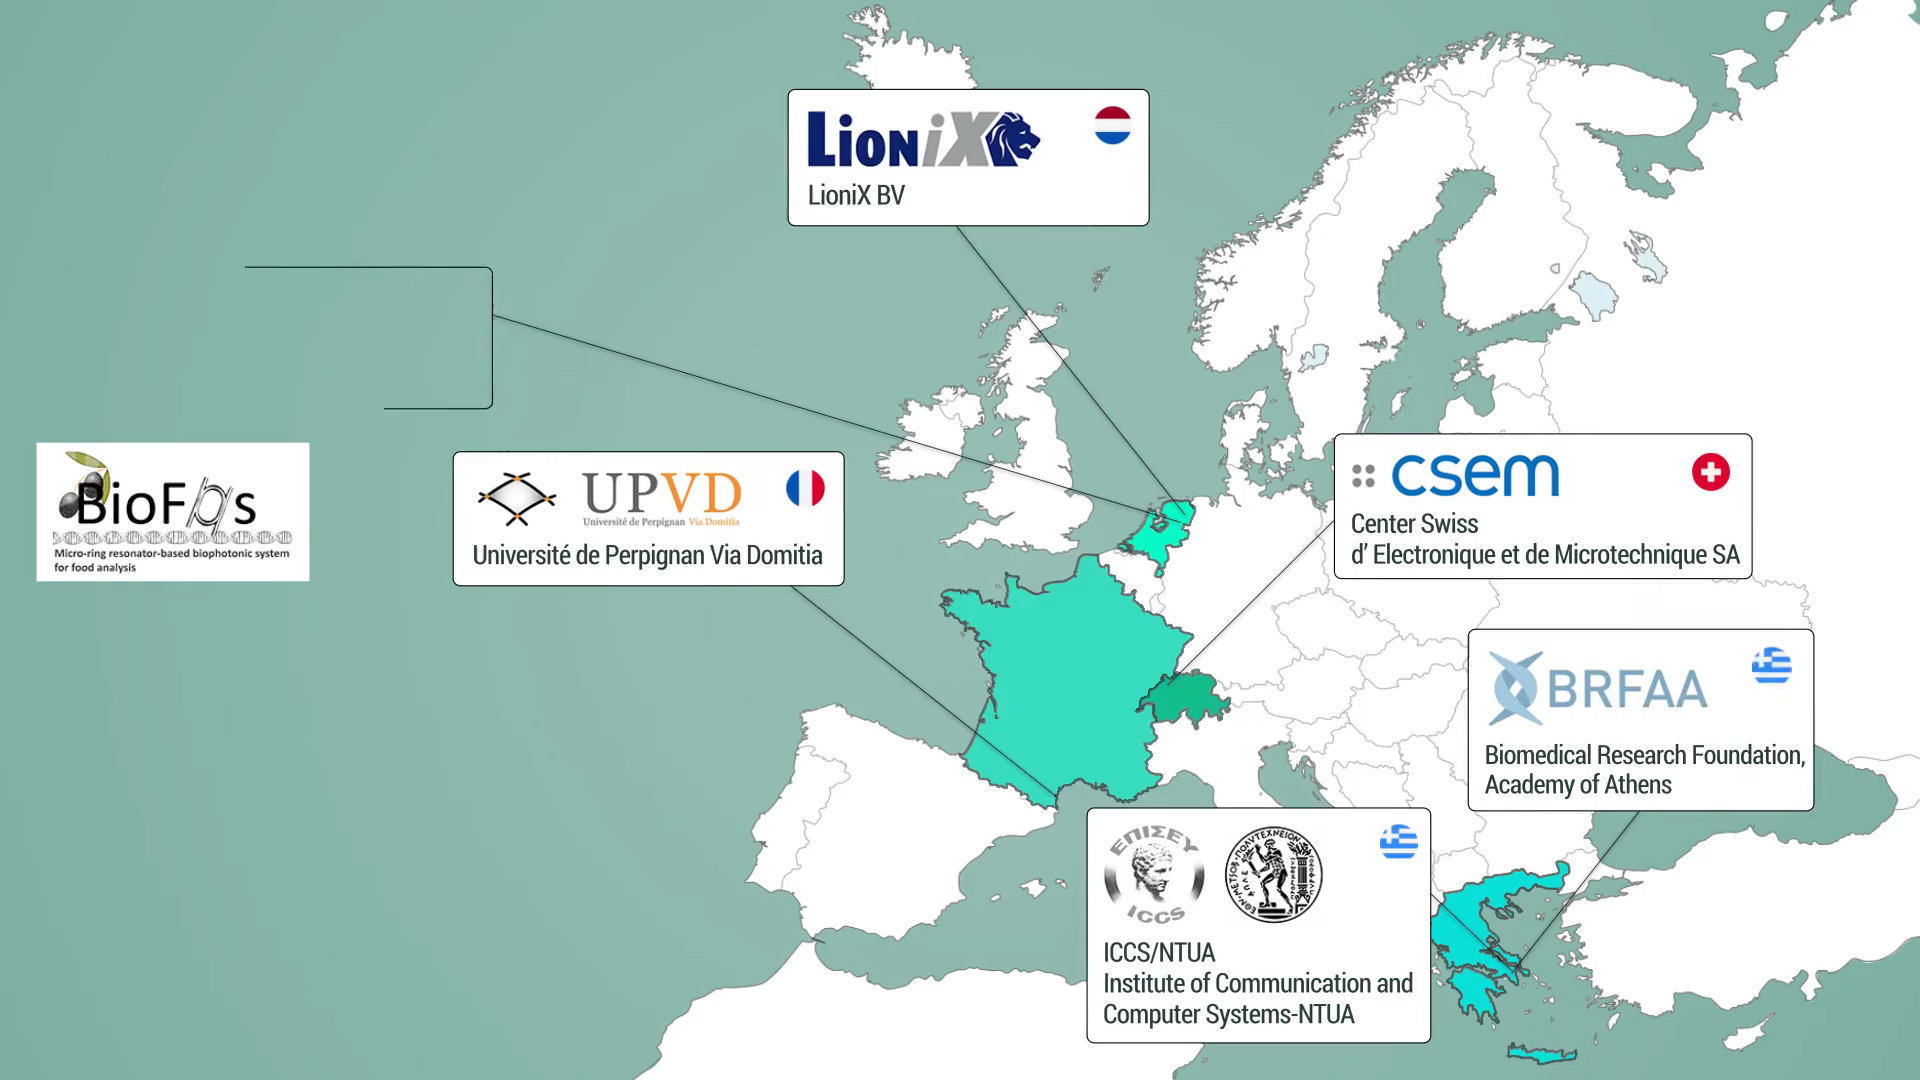 LioniX
LioniX BV
BioFos
Micro-ring resonator-based biophotonic system
for food analysis
UPVD
Université de Perpignan Via Domitia
Université de Perpignan Via Domitia
csem
Center Swiss
d’ Electronique et de Microtechnique SA
BRFAA
Biomedical Research Foundation,
Academy of Athens
ΕΠΙΣΕΥ
ICCS
ICCS/NTUA
Institute of Communication and
Computer Systems-NTUA